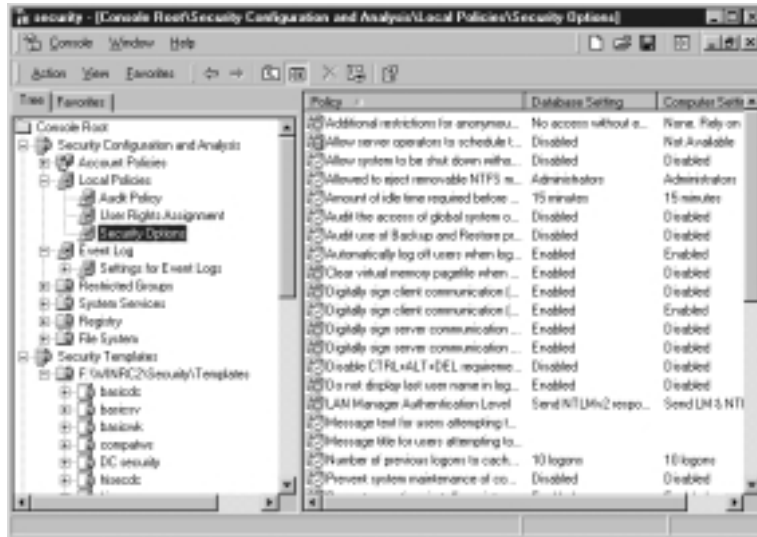 security - [Console Root\Security Configuration and Analysis\Local Policies\Security Options]
Console Window Help
Action View Favorites
Tree Favorites
Console Root
Security Configuration and Analysis
Account Policies
Local Policies
Audit Policy
User Rights Assignment
Security Options
Event Log
Settings for Event Logs
Restricted Groups
System Services
Registry
File System
Security Templates
F:\WINRC2\Security\Templates
basicdc
basicsv
basicwk
compatws
DC security
hisecdc
Policy Database Setting Computer Setti
Additional restrictions for anonymou... No access without e... None. Rely on
Allow server operators to schedule t... Disabled Not Available
Allow system to be shut down witho... Disabled Disabled
Allowed to eject removable NTFS m... Administrators Administrators
Amount of idle time required before ... 15 minutes 15 minutes
Audit the access of global system o... Disabled Disabled
Audit use of Backup and Restore pr... Disabled Disabled
Automatically log off users when log... Enabled Enabled
Clear virtual memory pagefile when ... Enabled Disabled
Digitally sign client communication (... Enabled Disabled
Digitally sign client communication (... Enabled Enabled
Digitally sign server communication ... Enabled Disabled
Digitally sign server communication ... Enabled Disabled
Disable CTRL+ALT+DEL requireme... Disabled Disabled
Do not display last user name in log... Enabled Disabled
LAN Manager Authentication Level Send NTLMv2 respo... Send LM & NTL
Message text for users attempting t...
Message title for users attempting to...
Number of previous logons to cach... 10 logons 10 logons
Prevent system maintenance of co... Disabled Disabled